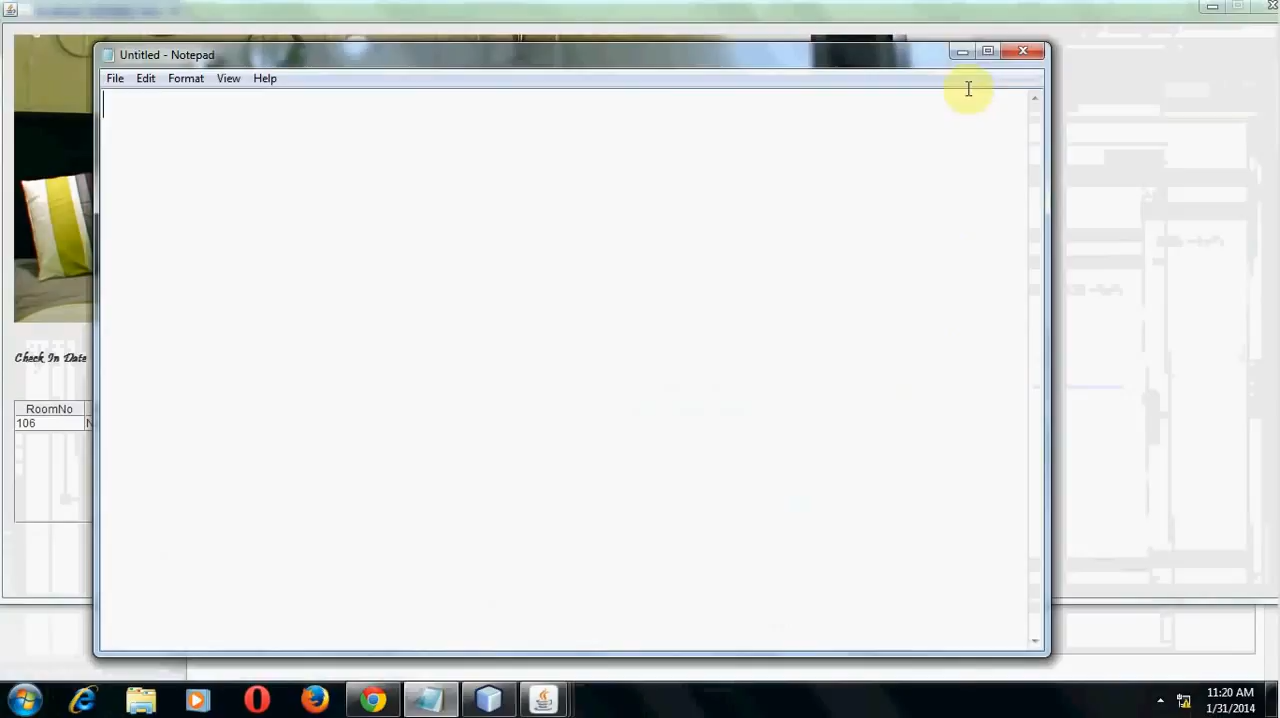 Untitled - Notepad
File Edit Format View Help
Check In Date
RoomNo
106 N
11:20 AM
1/31/2014